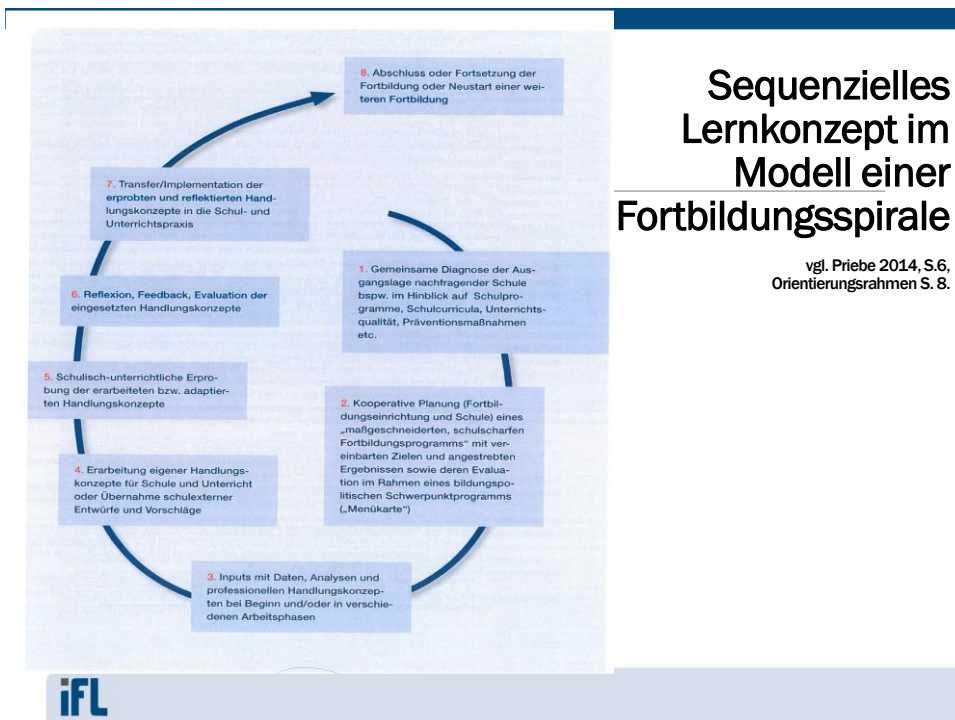 Sequenzielles
Lernkonzept im
Modell einer
Fortbildungsspirale
vgl. Priebe 2014, S.6,
Orientierungsrahmen S. 8.
1. Gemeinsame Diagnose der Aus-
gangslage nachfragender Schule
bspw. im Hinblick auf Schulpro-
gramme, Schulcurricula, Unterrichts-
qualität, Präventionsmaßnahmen
etc.
2. Kooperative Planung (Fortbil-
dungseinrichtung und Schule) eines
„maßgeschneiderten, schulscharfen
Fortbildungsprogramms“ mit ver-
einbarten Zielen und angestrebten
Ergebnissen sowie deren Evalua-
tion im Rahmen eines bildungspo-
litischen Schwerpunktprogramms
(„Menükarte“)
3. Inputs mit Daten, Analysen und
professionellen Handlungskonzep-
ten bei Beginn und/oder in verschie-
denen Arbeitsphasen
4. Erarbeitung eigener Handlungs-
konzepte für Schule und Unterricht
oder Übernahme schulexterner
Entwürfe und Vorschläge
5. Schulisch-unterrichtliche Erpro-
bung der erarbeiteten bzw. adaptier-
ten Handlungskonzepte
6. Reflexion, Feedback, Evaluation der
eingesetzten Handlungskonzepte
7. Transfer/Implementation der
erprobten und reflektierten Hand-
lungskonzepte in die Schul- und
Unterrichtspraxis
8. Abschluss oder Fortsetzung der
Fortbildung oder Neustart einer wei-
teren Fortbildung
iFL